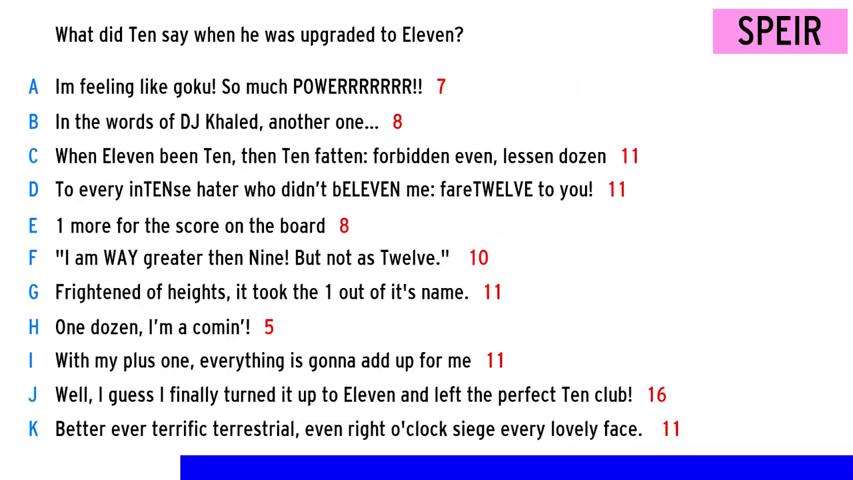 What did Ten say when he was upgraded to Eleven?
SPEIR
A Im feeling like goku! So much POWERRRRRRR!! 7
B In the words of DJ Khaled, another one... 8
C When Eleven been Ten, then Ten fatten: forbidden even, lessen dozen 11
D To every inTENse hater who didn't bELEVEN me: fareTWELVE to you! 11
E 1 more for the score on the board 8
F "I am WAY greater then Nine! But not as Twelve." 10
G Frightened of heights, it took the 1 out of it's name. 11
H One dozen, I'm a comin'! 5
I With my plus one, everything is gonna add up for me 11
J Well, I guess I finally turned it up to Eleven and left the perfect Ten club! 16
K Better ever terrific terrestrial, even right o'clock siege every lovely face. 11